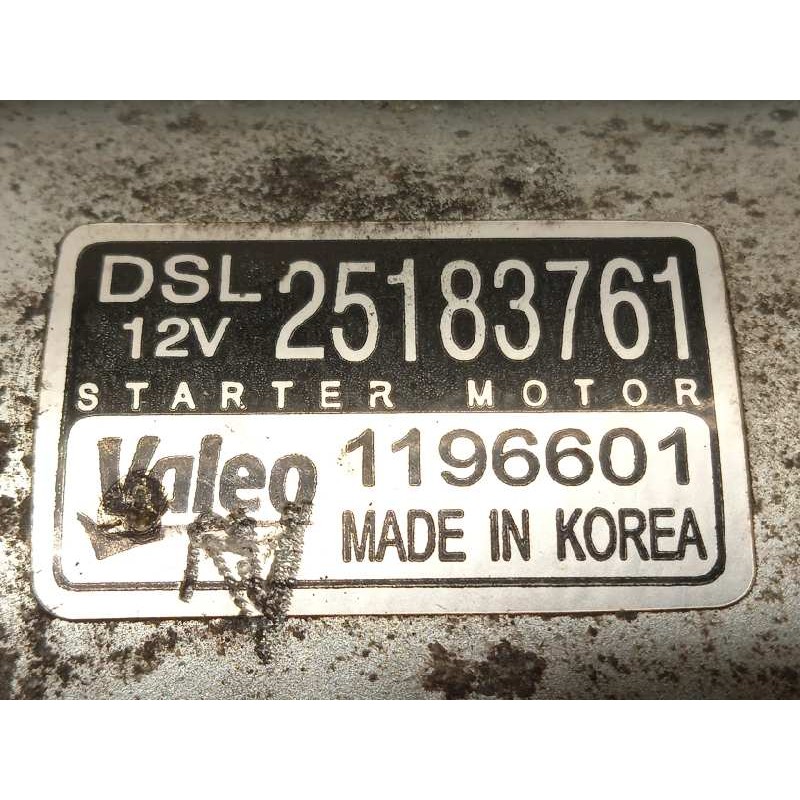 DSL 25183761
12V
STARTER MOTOR
Valeo 1196601
MADE IN KOREA